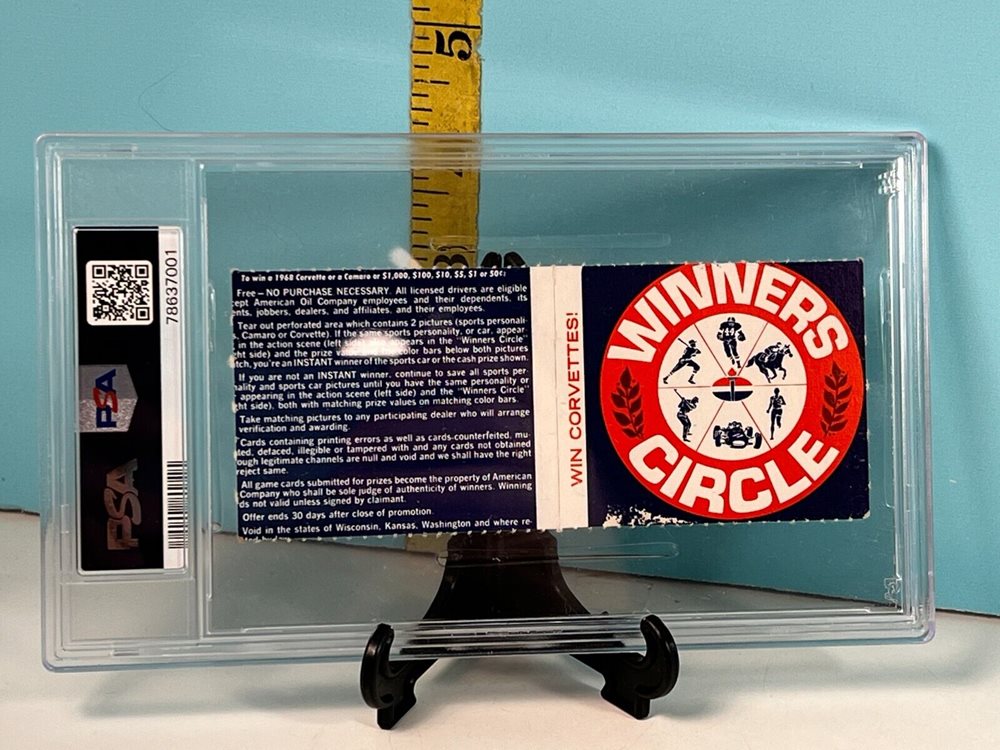 5
3
78637001
PSA
PSA
To win a 1968 Corvette or a Camaro or $1,000, $100, $10, $5, $1 or 50¢:
Free – NO PURCHASE NECESSARY. All licensed drivers are eligible
cept American Oil Company employees and their dependents, its
ents, jobbers, dealers, and affiliates, and their employees.
Tear out perforated area which contains 2 pictures (sports personali-
, Camaro or Corvette). If the same sports personality, or car, appear
in the action scene (left side) also appears in the "Winners Circle"
ht side) and the prize color bars below both pictures
tch, you're an INSTANT winner of the sports car or the cash prize shown.
If you are not an INSTANT winner, continue to save all sports per-
ality and sports car pictures until you have the same personality or
appearing in the action scene (left side) and the "Winners Circle"
ht side), both with matching prize values on matching color bars.
Take matching pictures to any participating dealer who will arrange
verification and awarding.
Cards containing printing errors as well as cards counterfeited, mu-
ted, defaced, illegible or tampered with and any cards not obtained
ough legitimate channels are null and void and we shall have the right
reject same.
All game cards submitted for prizes become the property of American
Company who shall be sole judge of authenticity of winners. Winning
ds not valid unless signed by claimant.
Offer ends 30 days after close of promotion.
Void in the states of Wisconsin, Kansas, Washington and where re-
WIN CORVETTES!
WINNERS
CIRCLE